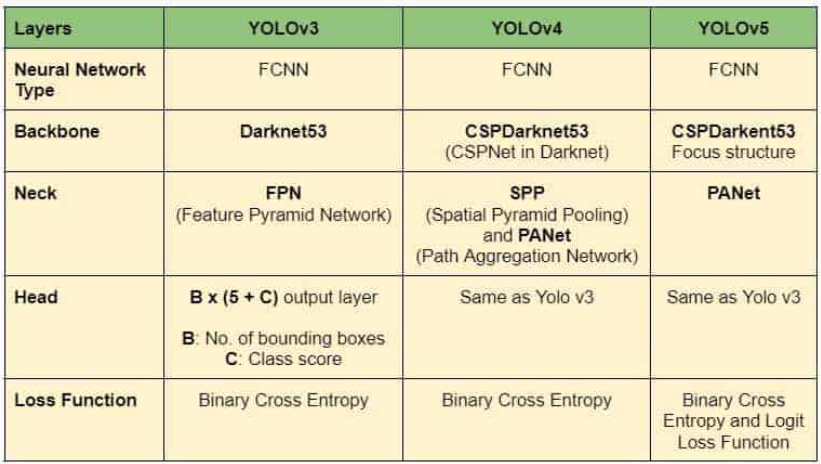 Layers YOLOv3 YOLOv4 YOLOv5
Neural Network
Type
FCNN FCNN FCNN
Backbone
Darknet53
CSPDarknet53
(CSPNet in Darknet)
CSPDarkent53
Focus structure
Neck
FPN
(Feature Pyramid Network)
SPP
(Spatial Pyramid Pooling)
and PANet
(Path Aggregation Network)
PANet
Head
B x (5 + C) output layer
B: No. of bounding boxes
C: Class score
Same as Yolo v3
Same as Yolo v3
Loss Function
Binary Cross Entropy
Binary Cross Entropy
Binary Cross
Entropy and Logit
Loss Function